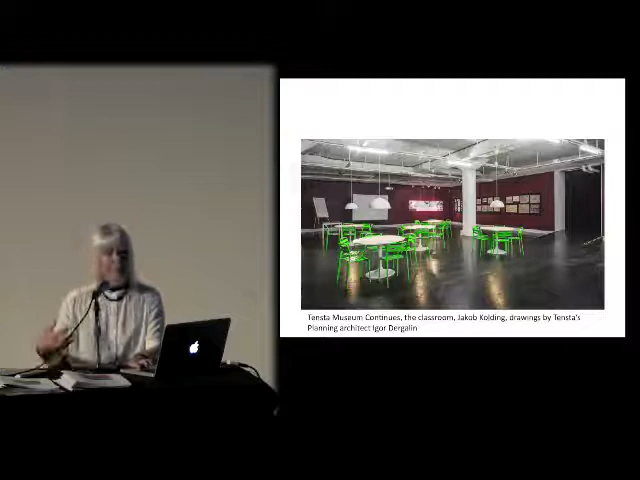 Tensta Museum Continues, the classroom, Jakob Kolding, drawings by Tensta's
Planning architect Igor Dergalin